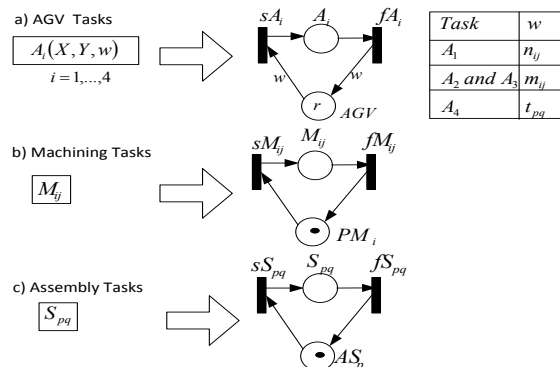 a) AGV Tasks
A_i(X,Y,w)
i = 1,...,4
sA_i A_i fA_i
w w
r AGV
Task w
A_1 n_ij
A_2 and A_3 m_ij
A_4 t_pq
b) Machining Tasks
M_ij
sM_ij M_ij fM_ij
PM_i
c) Assembly Tasks
S_pq
sS_pq S_pq fS_pq
AS_p